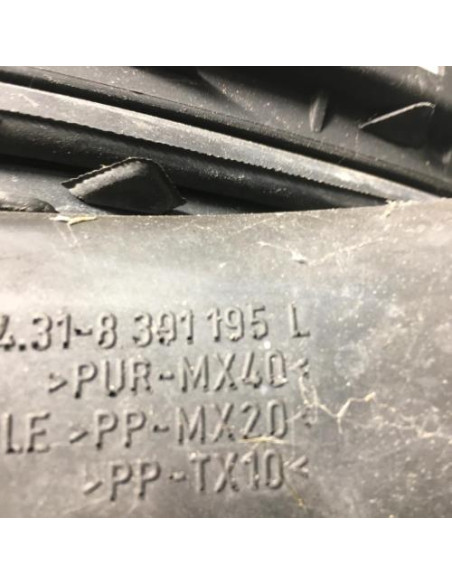 4.31-8 391 195 L
>PUR-MX40<
LE >PP-MX20<
>PP-TX10<